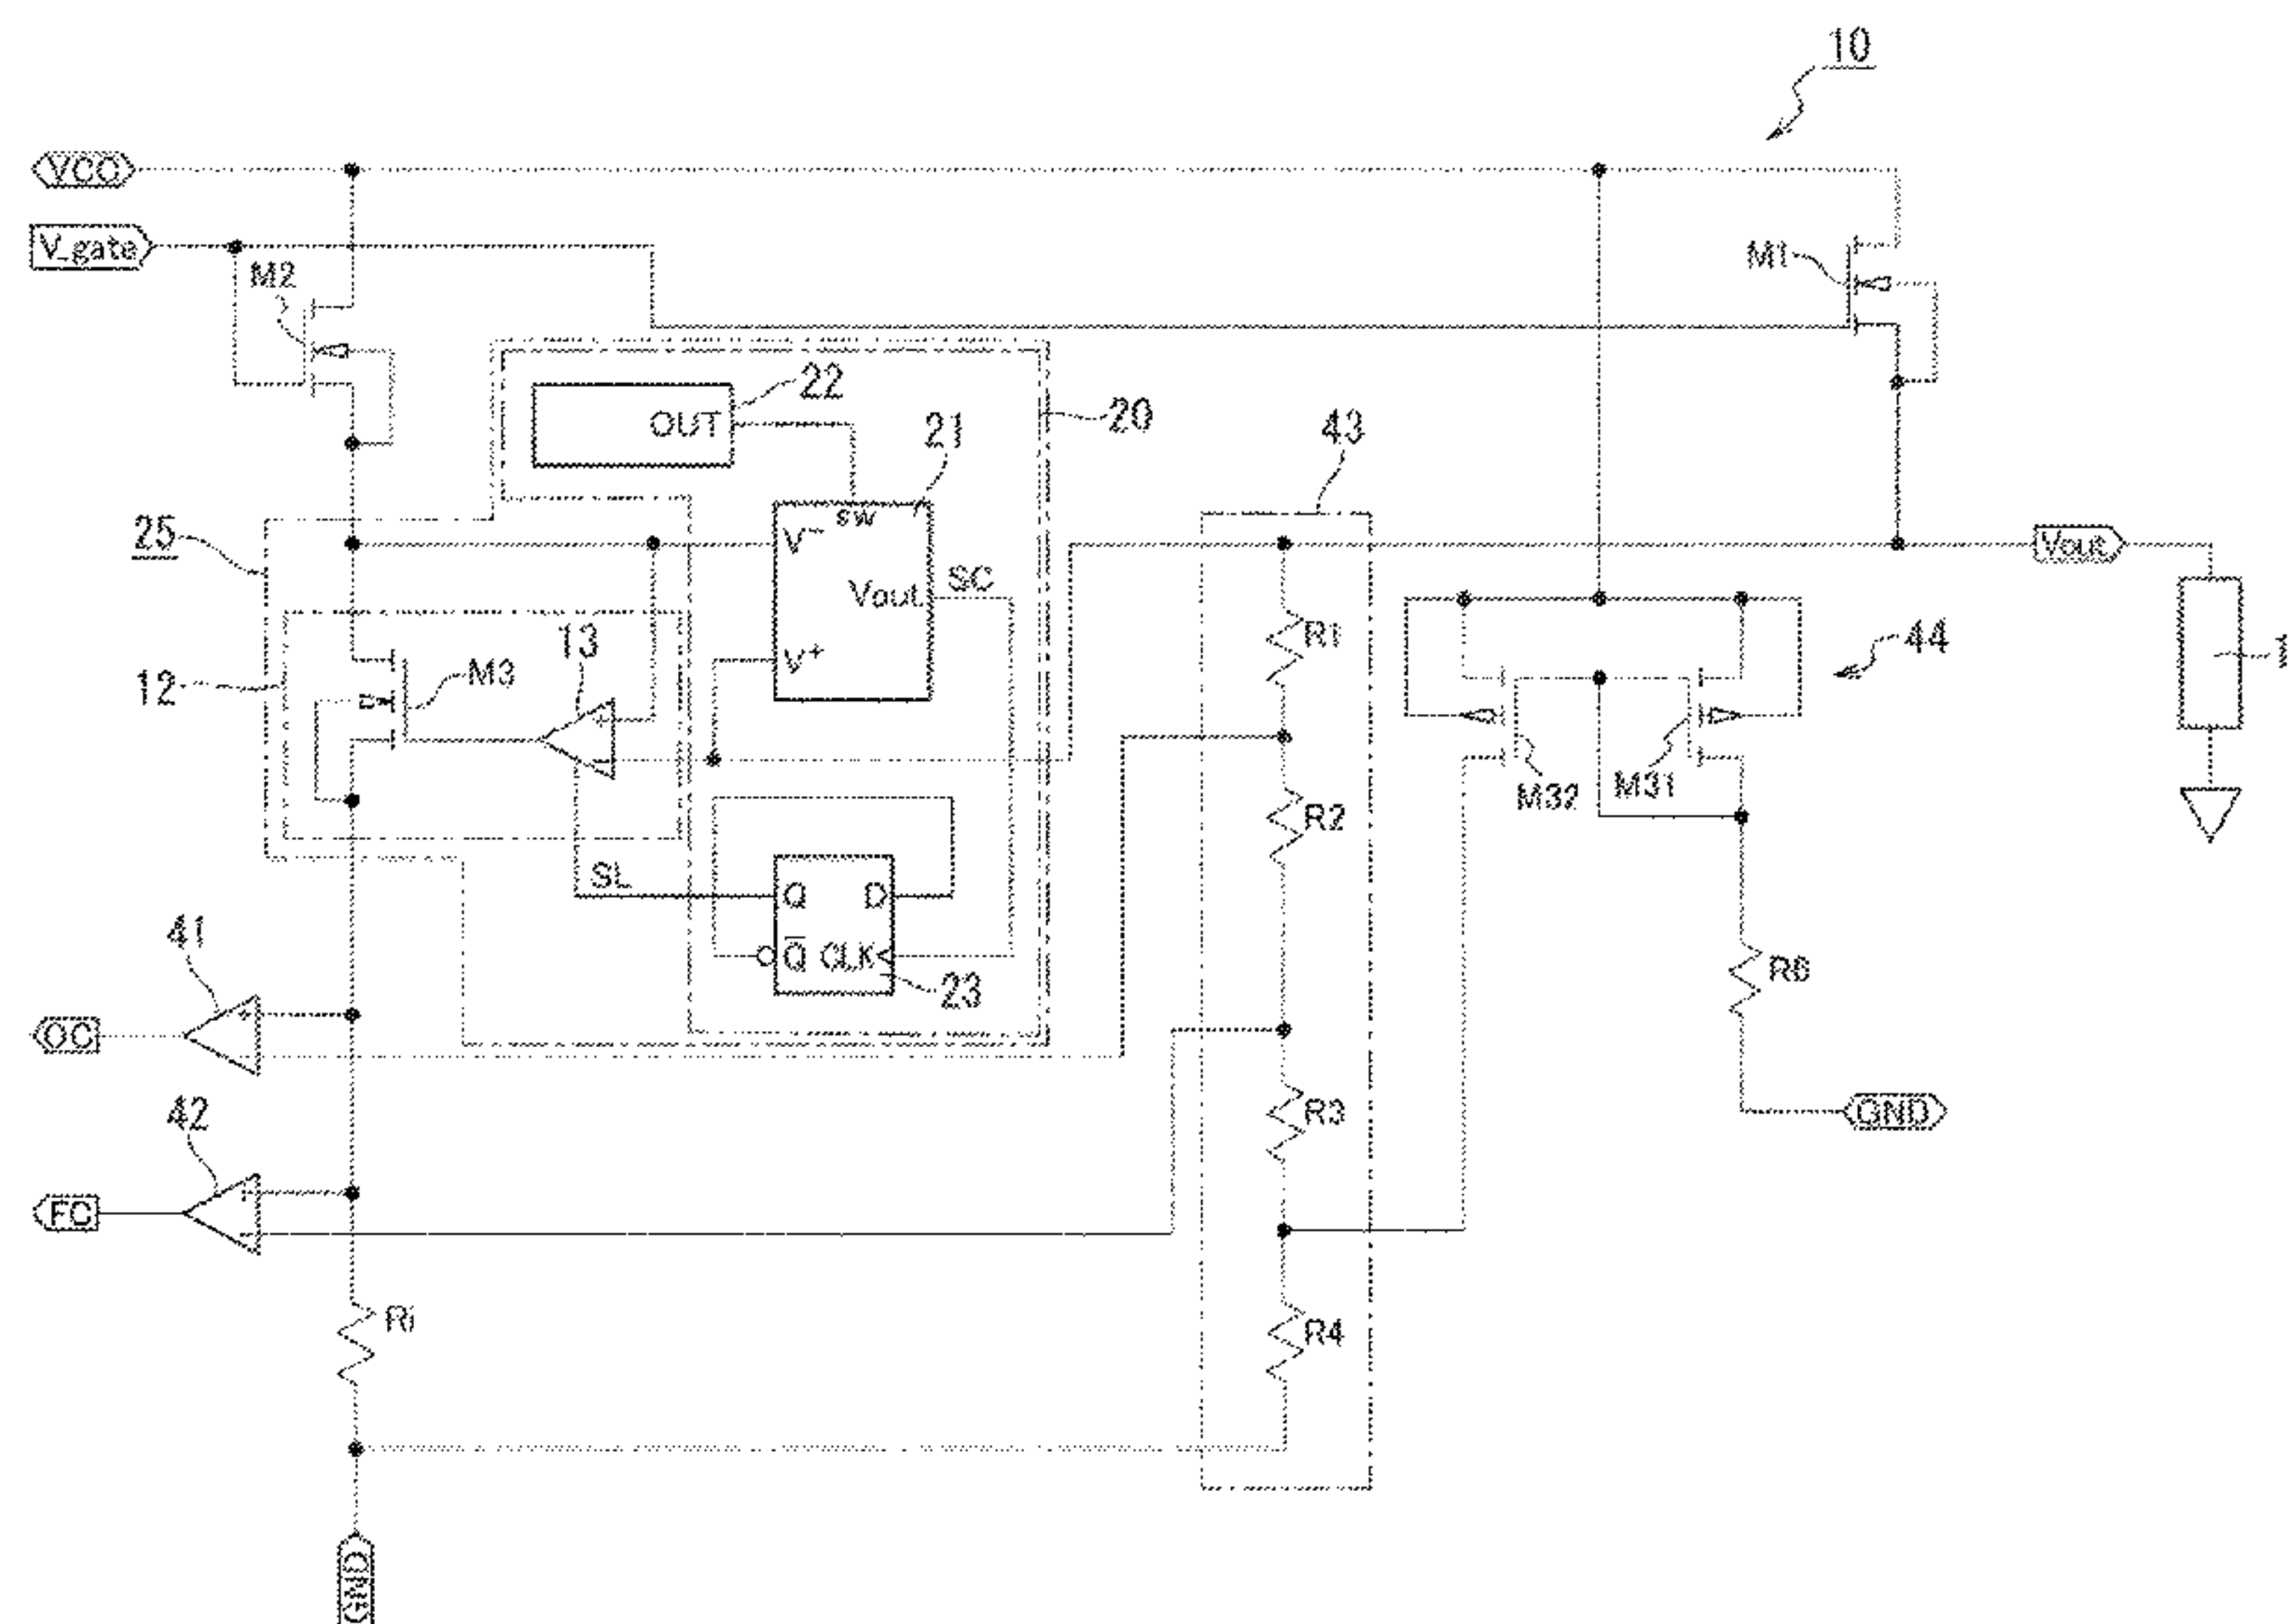 10
VCC
V_gate
M2
M1
22
OUT
20
21
43
sw
25
V−
Vout
Vout
SC
R1
13
44
1
12
M3
V+
M32
M31
R2
SL
Q
D
41
Q̅
CLK
R6
23
OC
42
R3
GND
FC
Ri
R4
GND